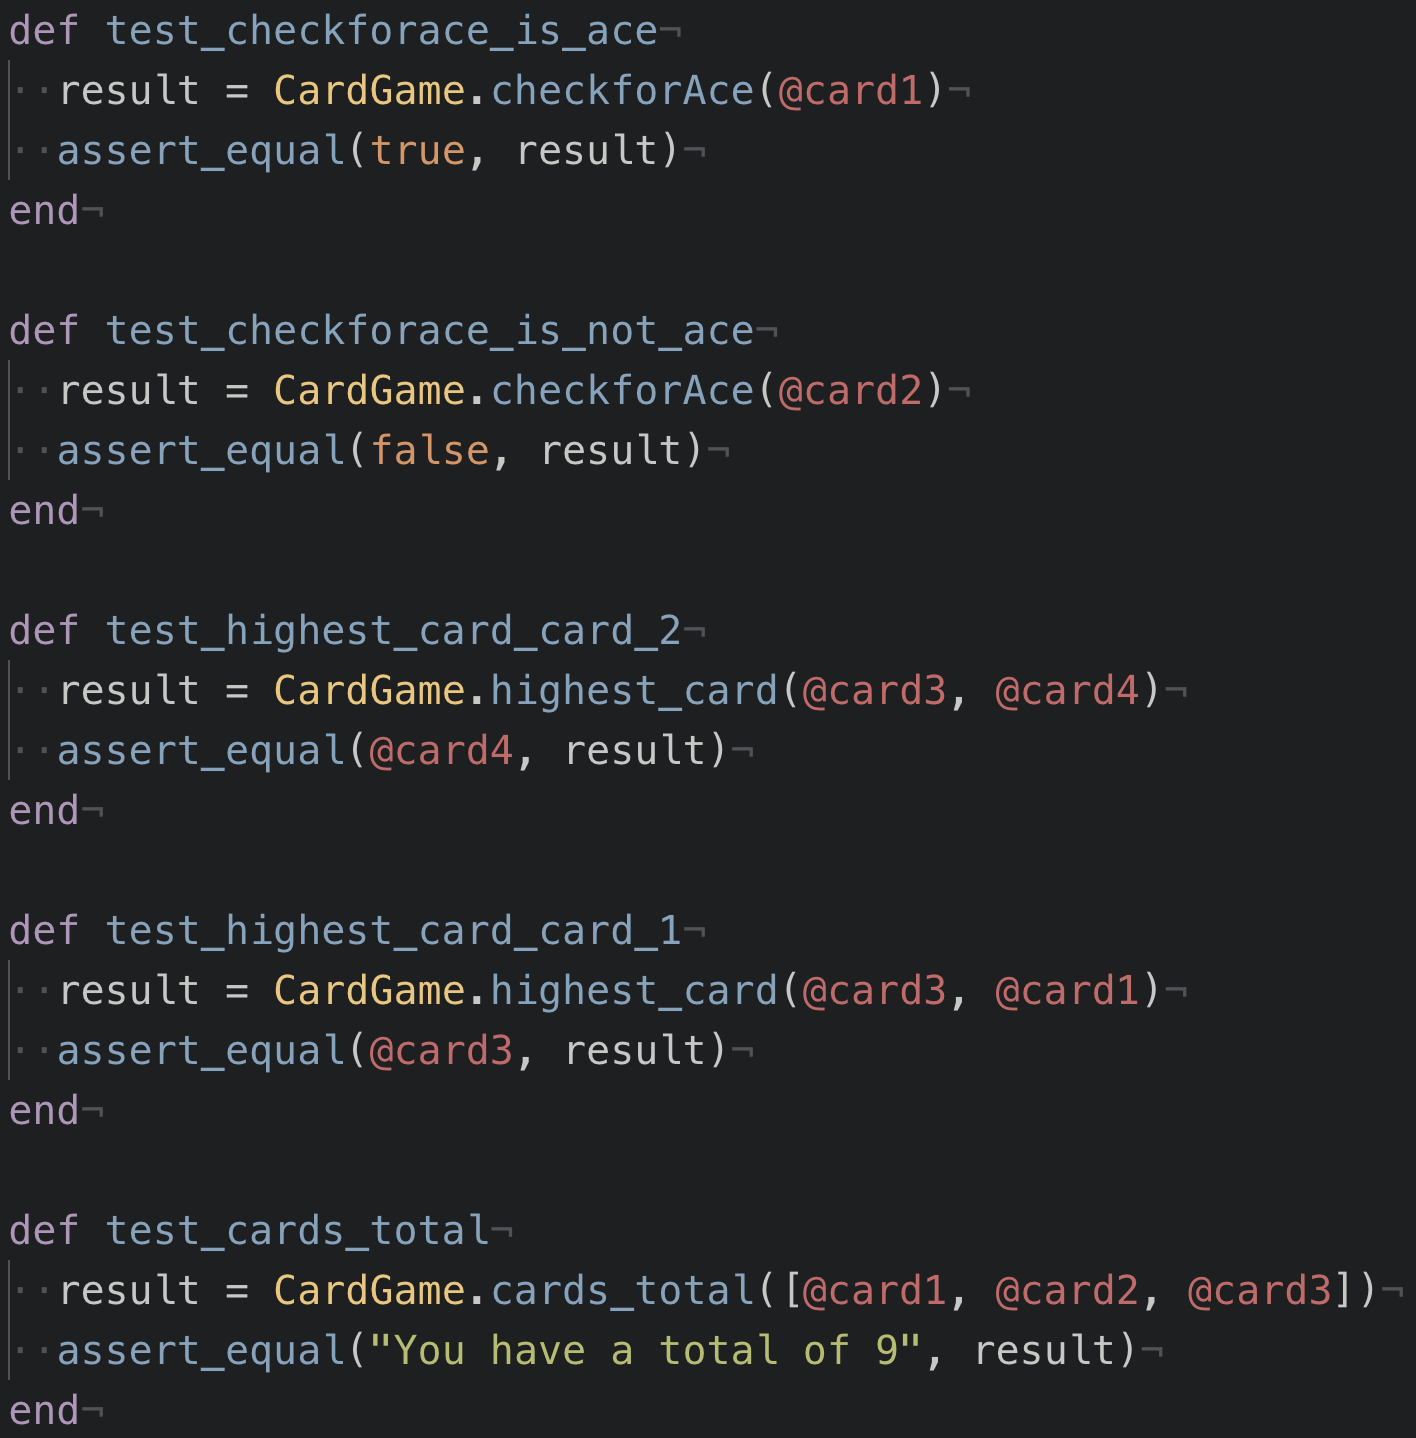 def test_checkforace_is_ace¬
··result = CardGame.checkforAce(@card1)¬
··assert_equal(true, result)¬
end¬

def test_checkforace_is_not_ace¬
··result = CardGame.checkforAce(@card2)¬
··assert_equal(false, result)¬
end¬

def test_highest_card_card_2¬
··result = CardGame.highest_card(@card3, @card4)¬
··assert_equal(@card4, result)¬
end¬

def test_highest_card_card_1¬
··result = CardGame.highest_card(@card3, @card1)¬
··assert_equal(@card3, result)¬
end¬

def test_cards_total¬
··result = CardGame.cards_total([@card1, @card2, @card3])¬
··assert_equal("You have a total of 9", result)¬
end¬